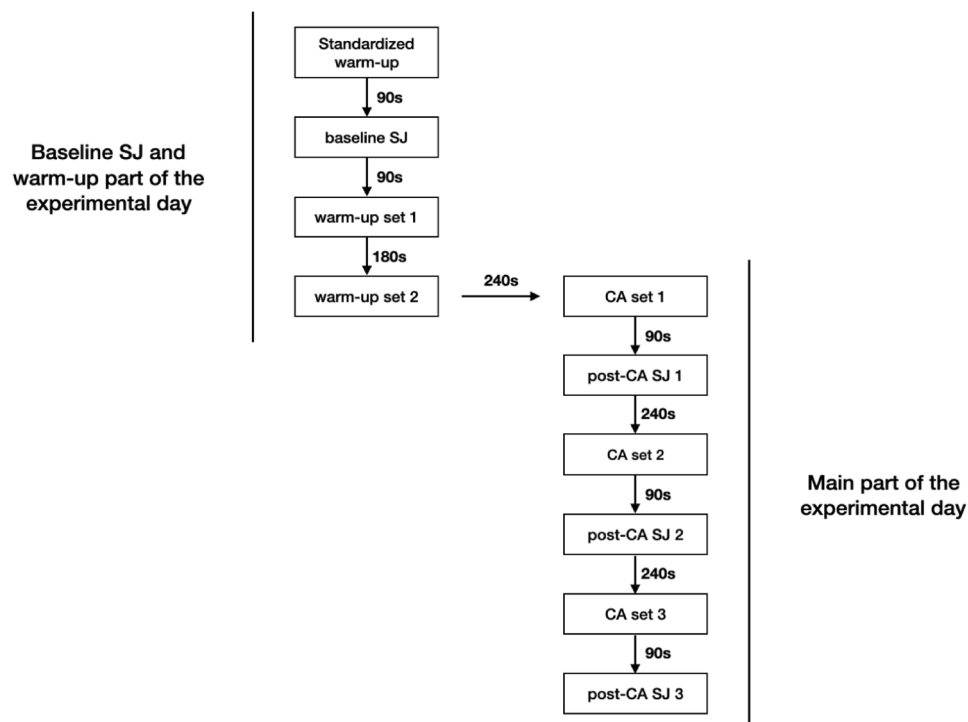 Baseline SJ and
warm-up part of the
experimental day
Standardized
warm-up
90s
baseline SJ
90s
warm-up set 1
180s
warm-up set 2
240s
CA set 1
90s
post-CA SJ 1
240s
CA set 2
90s
post-CA SJ 2
240s
CA set 3
90s
post-CA SJ 3
Main part of the
experimental day